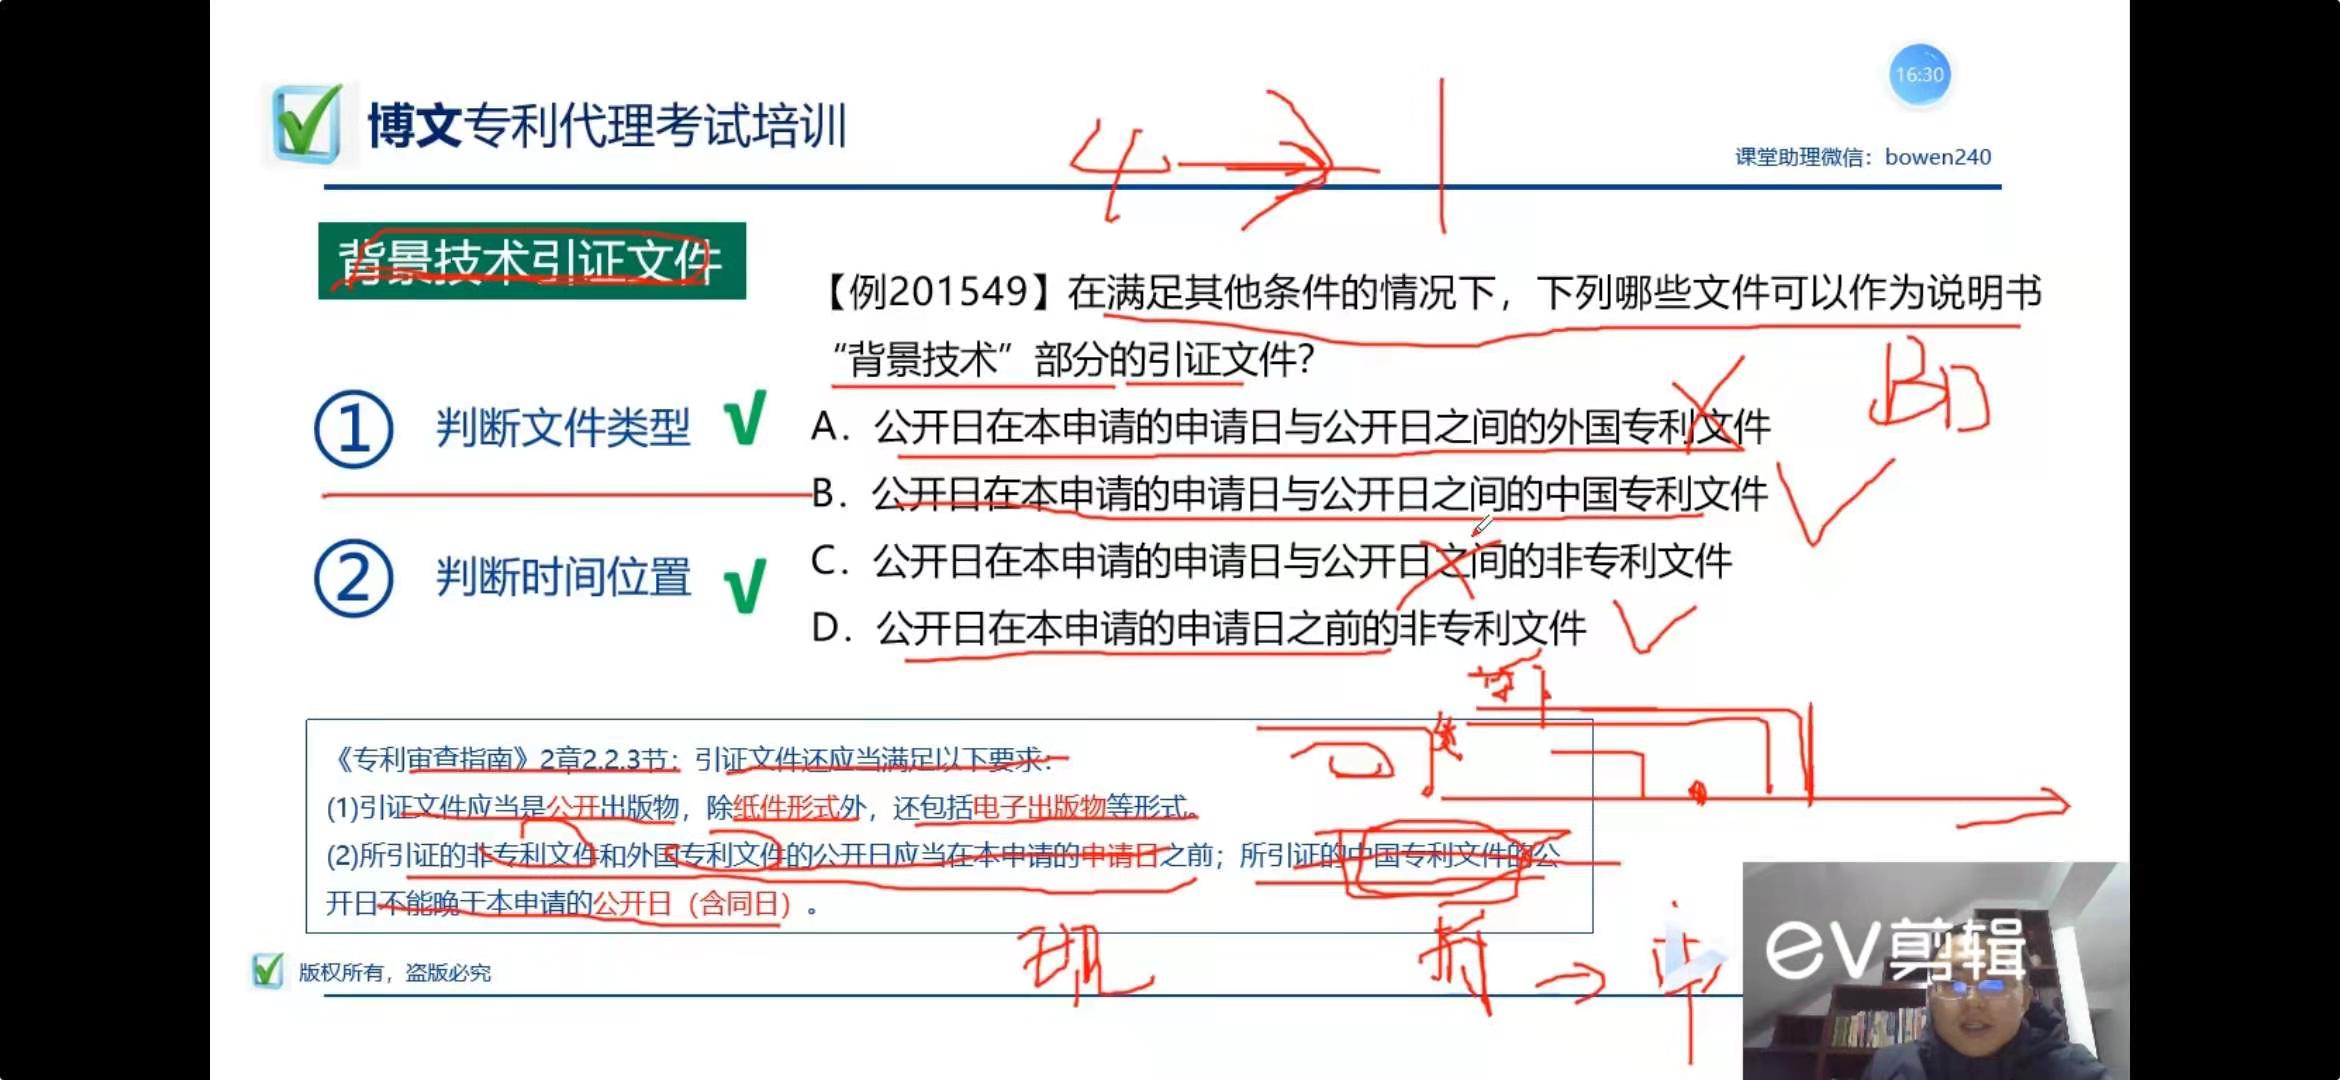 16:30
博文专利代理考试培训
课堂助理微信：bowen240
4 → 1
背景技术引证文件
【例201549】在满足其他条件的情况下，下列哪些文件可以作为说明书
“背景技术”部分的引证文件？
BD
① 判断文件类型 √
A. 公开日在本申请的申请日与公开日之间的外国专利文件
B. 公开日在本申请的申请日与公开日之间的中国专利文件
② 判断时间位置 √
C. 公开日在本申请的申请日与公开日之间的非专利文件
D. 公开日在本申请的申请日之前的非专利文件
《专利审查指南》2章2.2.3节：引证文件还应当满足以下要求：
(1)引证文件应当是公开出版物，除纸件形式外，还包括电子出版物等形式。
(2)所引证的非专利文件和外国专利文件的公开日应当在本申请的申请日之前；所引证的中国专利文件的公
开日不能晚于本申请的公开日（含同日）。
现
版权所有，盗版必究
ev剪辑